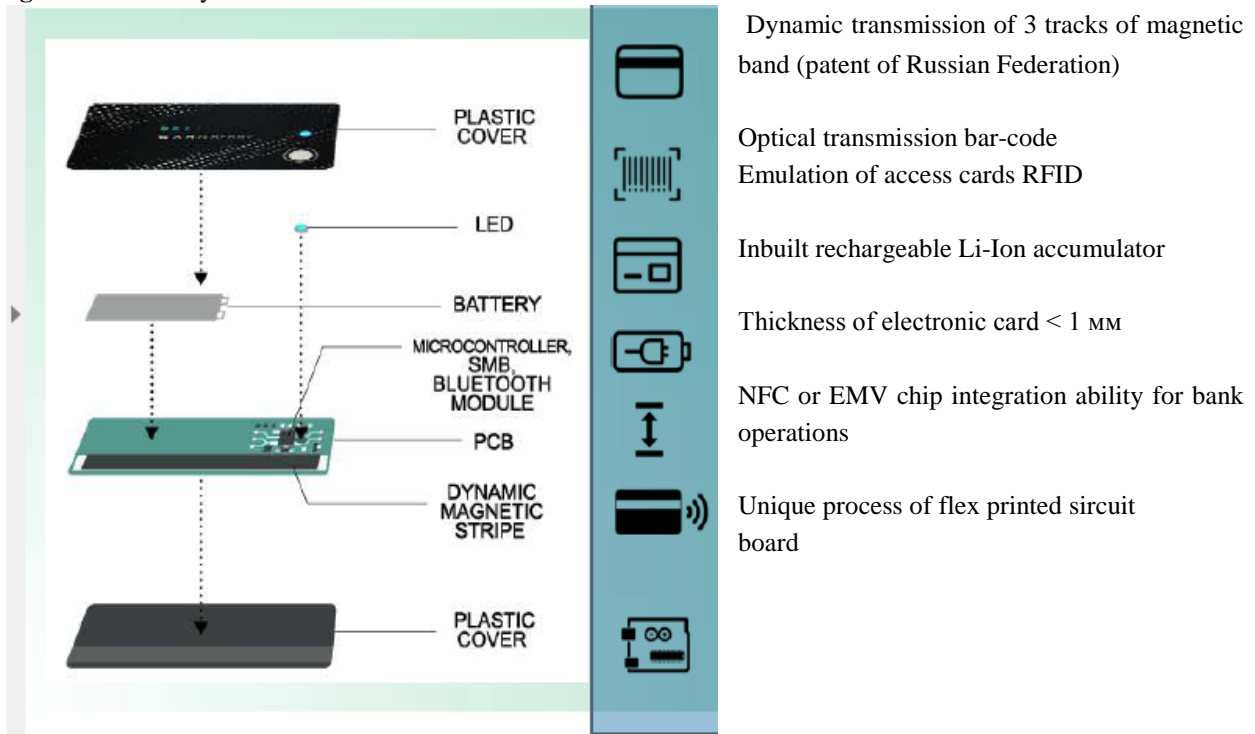 Dynamic transmission of 3 tracks of magnetic
band (patent of Russian Federation)
Optical transmission bar-code
Emulation of access cards RFID
Inbuilt rechargeable Li-Ion accumulator
Thickness of electronic card < 1 мм
NFC or EMV chip integration ability for bank
operations
Unique process of flex printed sircuit
board
PLASTIC
COVER
LED
BATTERY
MICROCONTROLLER,
SMB,
BLUETOOTH
MODULE
PCB
DYNAMIC
MAGNETIC
STRIPE
PLASTIC
COVER